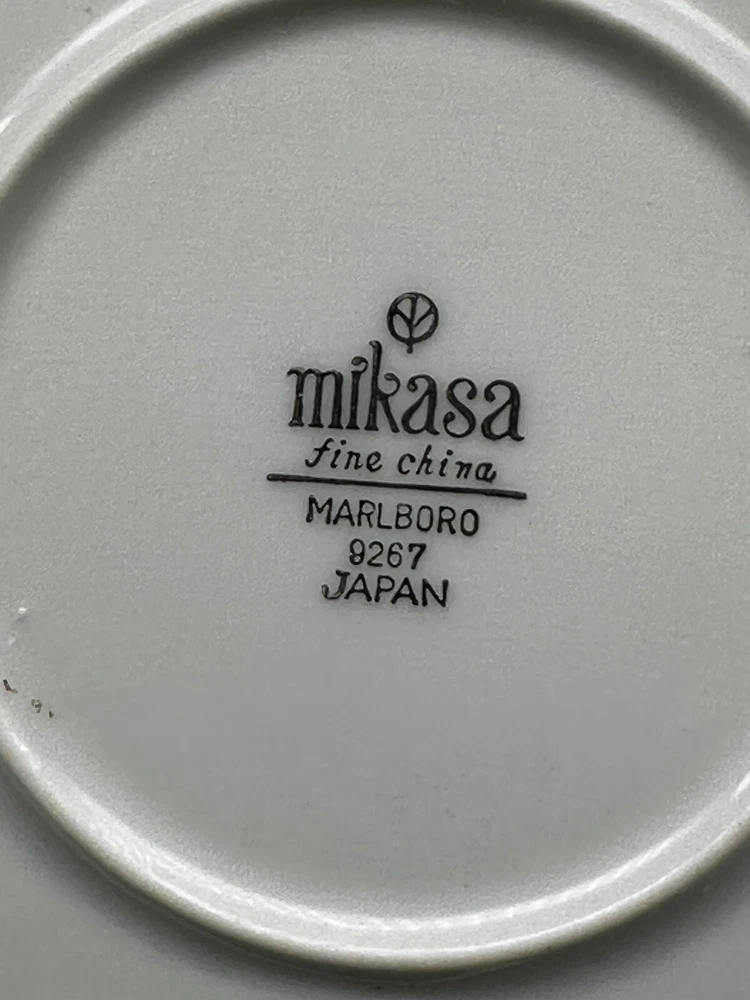 mikasa
fine china
MARLBORO
9267
JAPAN